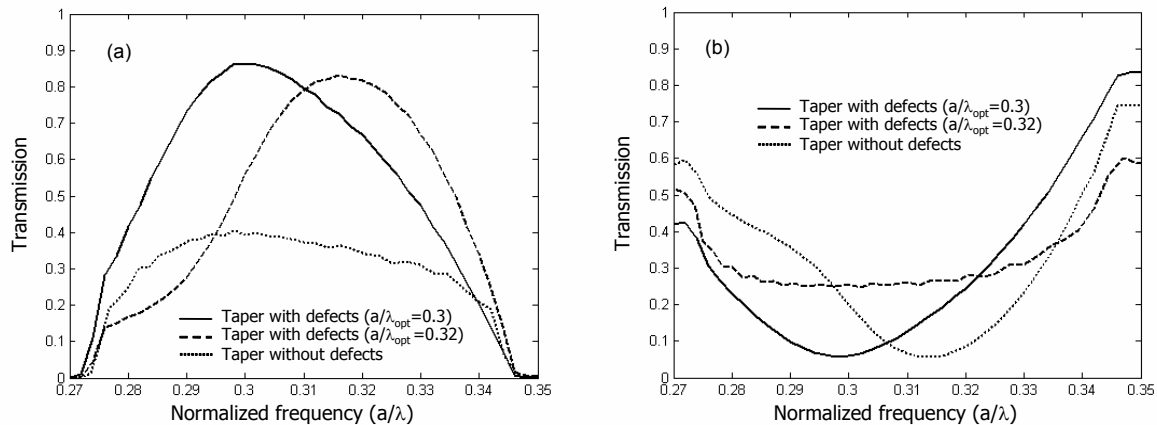 (a)
Transmission
1
0.9
0.8
0.7
0.6
0.5
0.4
0.3
0.2
0.1
0
0.27 0.28 0.29 0.3 0.31 0.32 0.33 0.34 0.35
Normalized frequency (a/λ)
Taper with defects (a/λopt=0.3)
Taper with defects (a/λopt=0.32)
Taper without defects
(b)
Transmission
1
0.9
0.8
0.7
0.6
0.5
0.4
0.3
0.2
0.1
0
0.27 0.28 0.29 0.3 0.31 0.32 0.33 0.34 0.35
Normalized frequency (a/λ)
Taper with defects (a/λopt=0.3)
Taper with defects (a/λopt=0.32)
Taper without defects